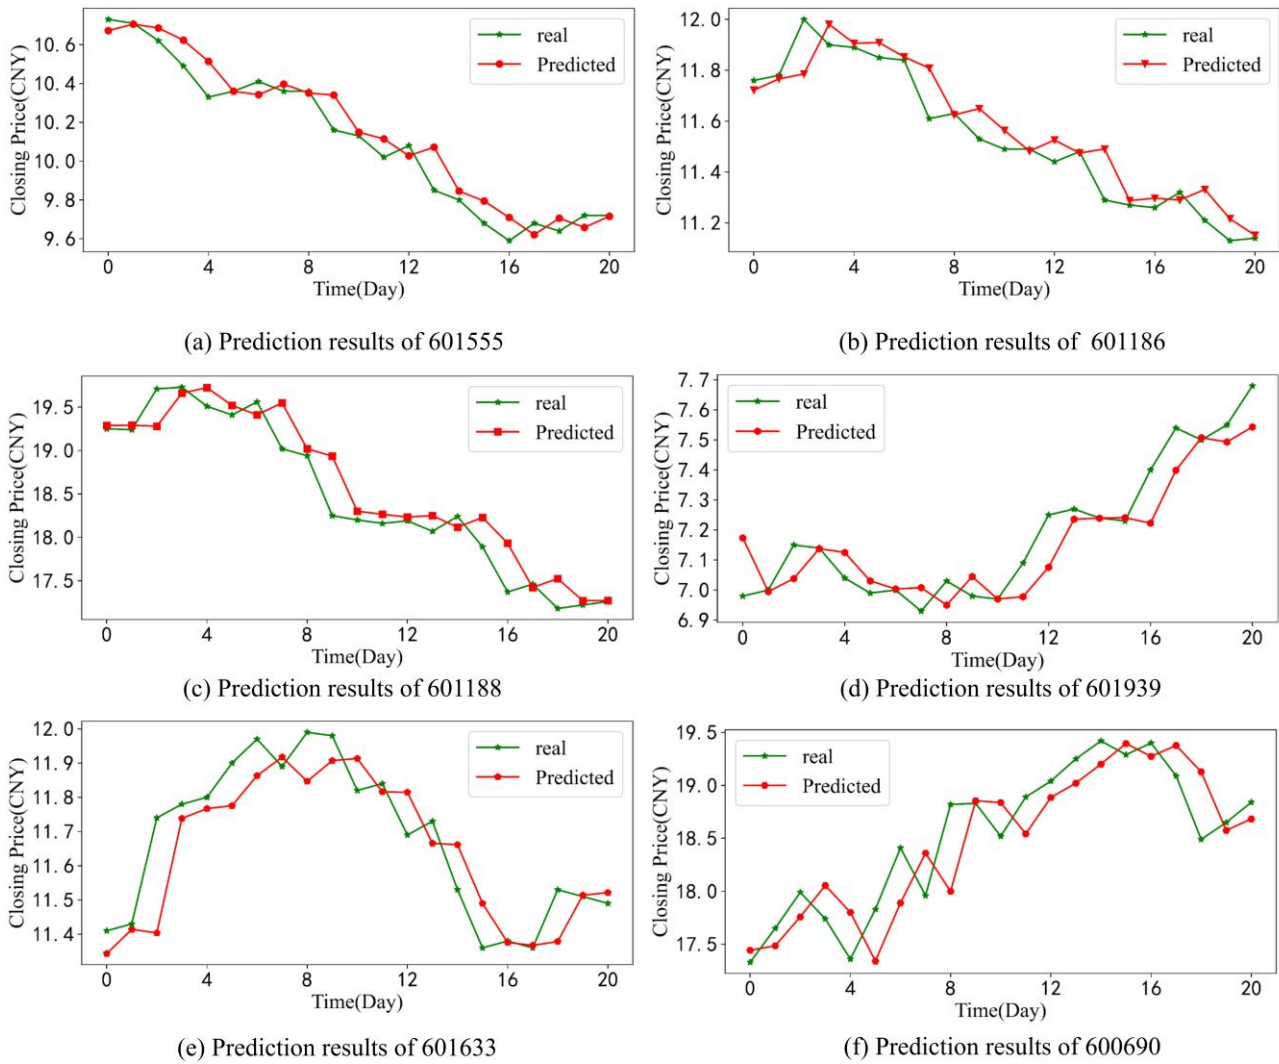 real
Predicted
Closing Price(CNY)
10.6
10.4
10.2
10.0
9.8
9.6
0 4 8 12 16 20
Time(Day)
(a) Prediction results of 601555
real
Predicted
Closing Price(CNY)
12.0
11.8
11.6
11.4
11.2
0 4 8 12 16 20
Time(Day)
(b) Prediction results of 601186
real
Predicted
Closing Price(CNY)
19.5
19.0
18.5
18.0
17.5
0 4 8 12 16 20
Time(Day)
(c) Prediction results of 601188
real
Predicted
Closing Price(CNY)
7.7
7.6
7.5
7.4
7.3
7.2
7.1
7.0
6.9
0 4 8 12 16 20
Time(Day)
(d) Prediction results of 601939
real
Predicted
Closing Price(CNY)
12.0
11.9
11.8
11.7
11.6
11.5
11.4
0 4 8 12 16 20
Time(Day)
(e) Prediction results of 601633
real
Predicted
Closing Price(CNY)
19.5
19.0
18.5
18.0
17.5
0 4 8 12 16 20
Time(Day)
(f) Prediction results of 600690